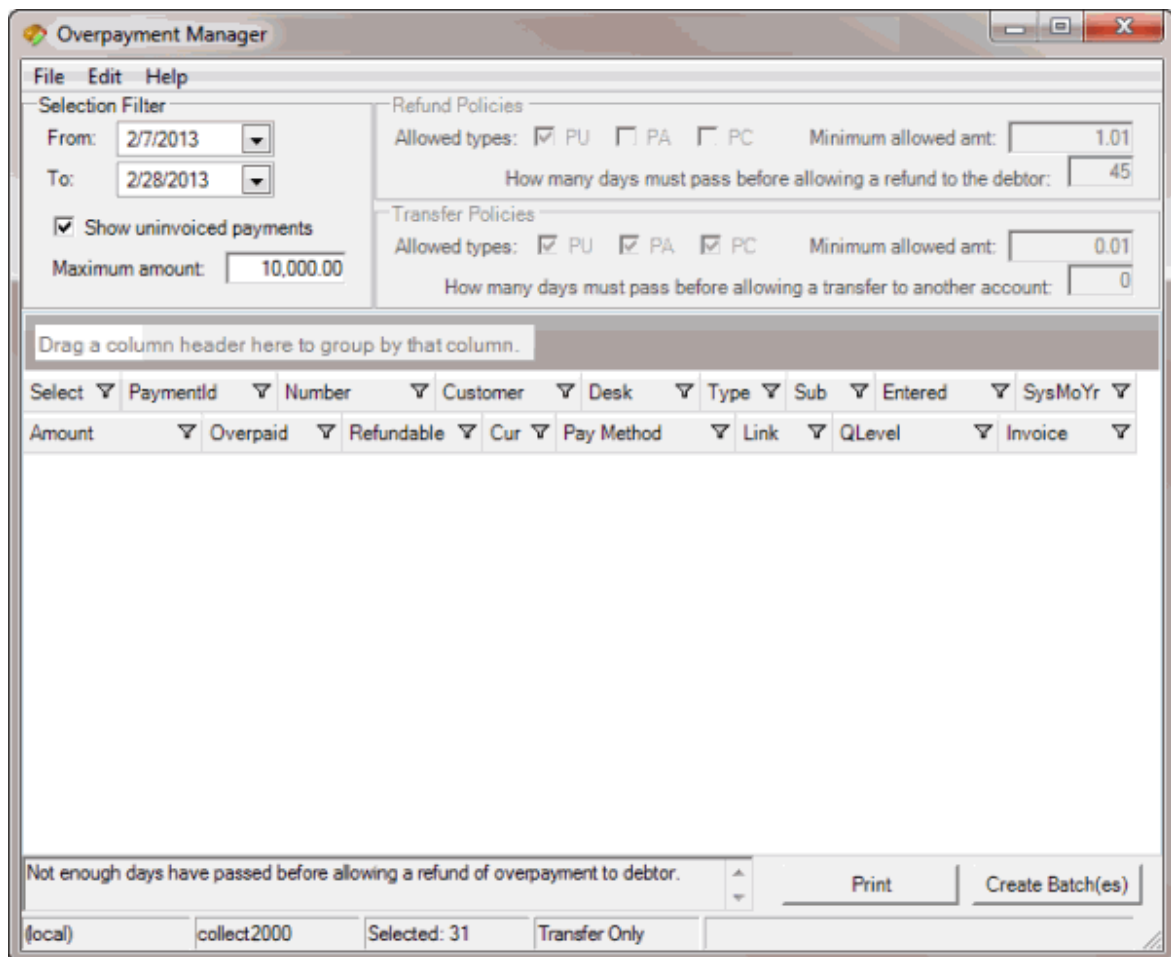 Overpayment Manager
File Edit Help
Selection Filter
From: 2/7/2013
To: 2/28/2013
Show uninvoiced payments
Maximum amount: 10,000.00
Refund Policies
Allowed types: PU PA PC Minimum allowed amt: 1.01
How many days must pass before allowing a refund to the debtor: 45
Transfer Policies
Allowed types: PU PA PC Minimum allowed amt: 0.01
How many days must pass before allowing a transfer to another account: 0
Drag a column header here to group by that column.
Select PaymentId Number Customer Desk Type Sub Entered SysMoYr
Amount Overpaid Refundable Cur Pay Method Link QLevel Invoice
Not enough days have passed before allowing a refund of overpayment to debtor.
Print Create Batch(es)
(local) collect2000 Selected: 31 Transfer Only